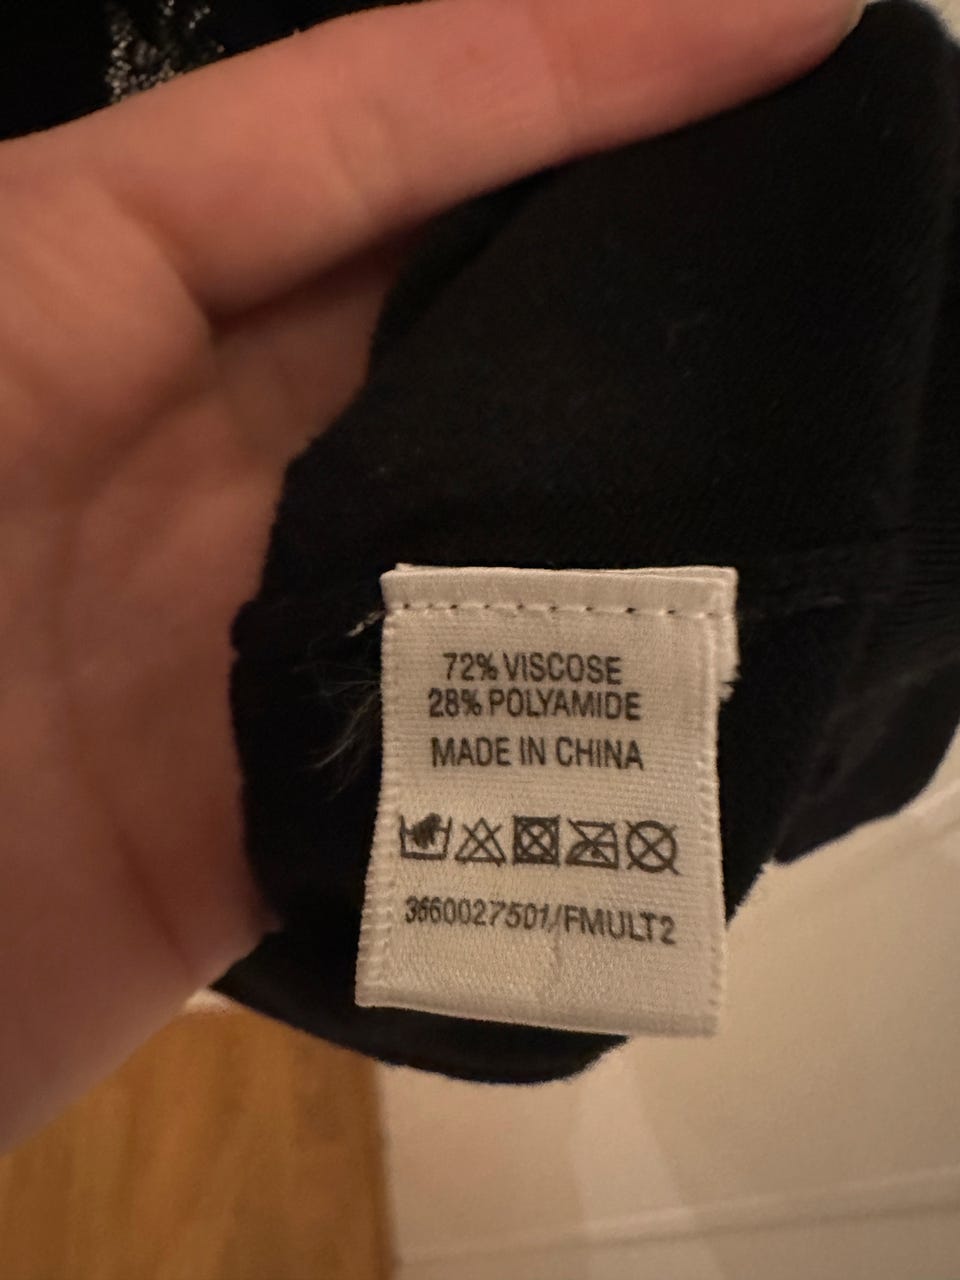 72% VISCOSE
28% POLYAMIDE
MADE IN CHINA
3660027501/FMULT2